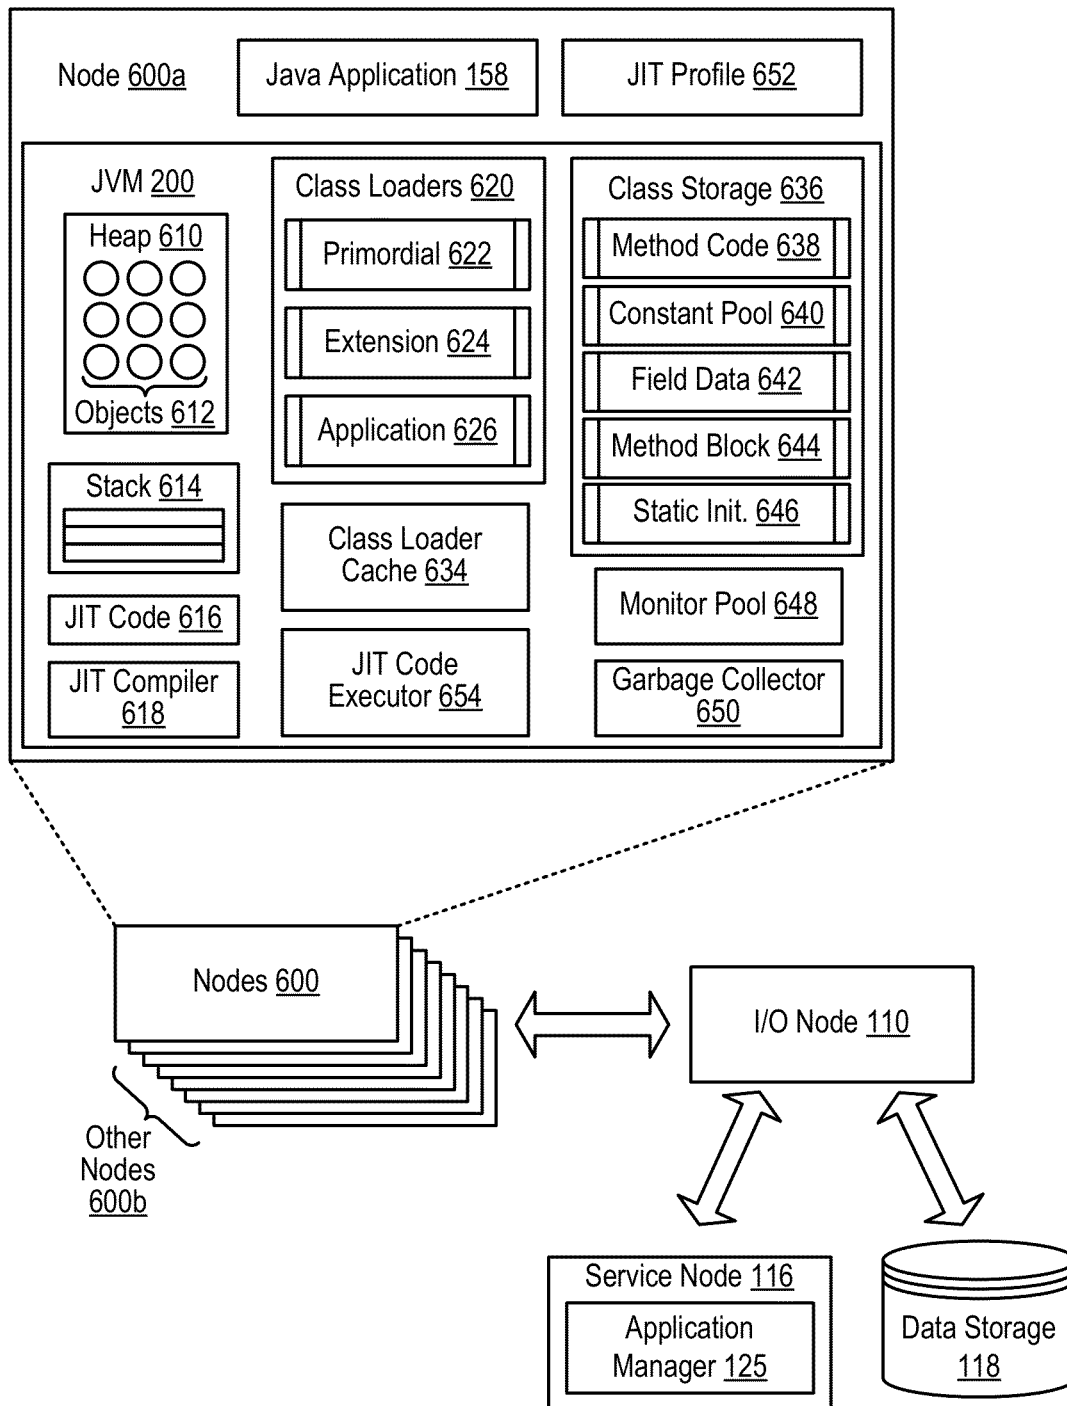 Node 600a
Java Application 158
JIT Profile 652
JVM 200
Heap 610
Objects 612
Stack 614
JIT Code 616
JIT Compiler
618
Class Loaders 620
Primordial 622
Extension 624
Application 626
Class Loader
Cache 634
JIT Code
Executor 654
Class Storage 636
Method Code 638
Constant Pool 640
Field Data 642
Method Block 644
Static Init. 646
Monitor Pool 648
Garbage Collector
650
Nodes 600
Other
Nodes
600b
I/O Node 110
Service Node 116
Application
Manager 125
Data Storage
118